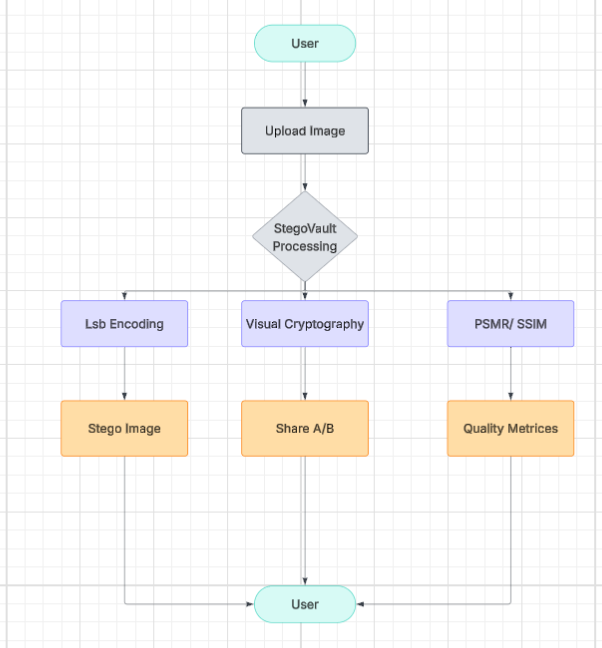 User
Upload Image
StegoVault
Processing
Lsb Encoding
Visual Cryptography
PSMR/ SSIM
Stego Image
Share A/B
Quality Metrices
User